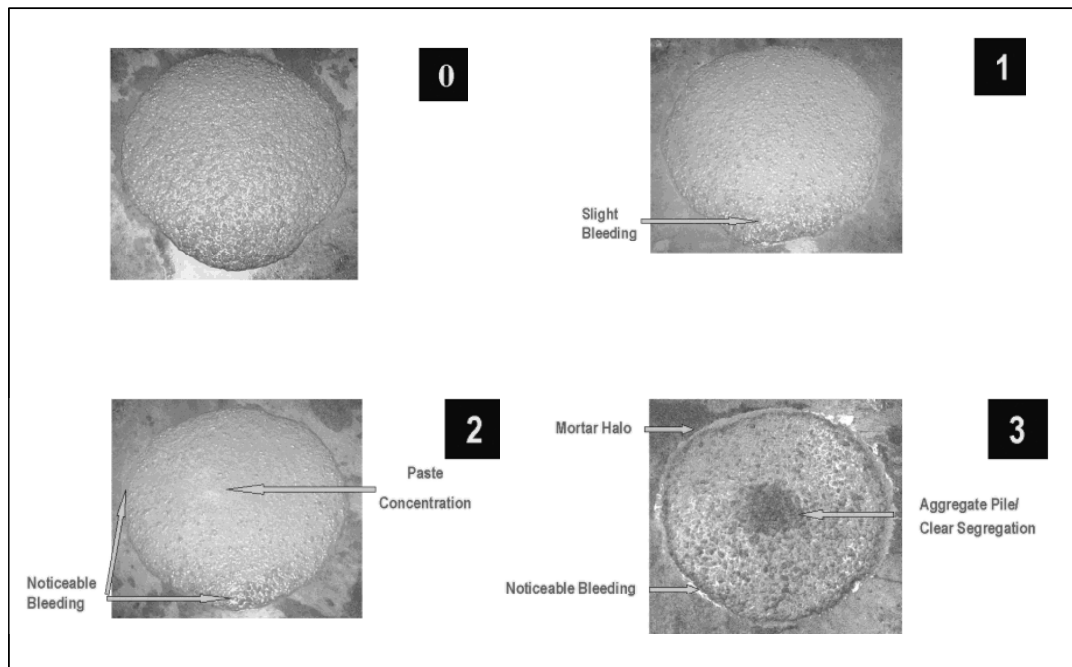 0
1
Slight
Bleeding
2
Paste
Concentration
Noticeable
Bleeding
3
Mortar Halo
Aggregate Pile/
Clear Segregation
Noticeable Bleeding